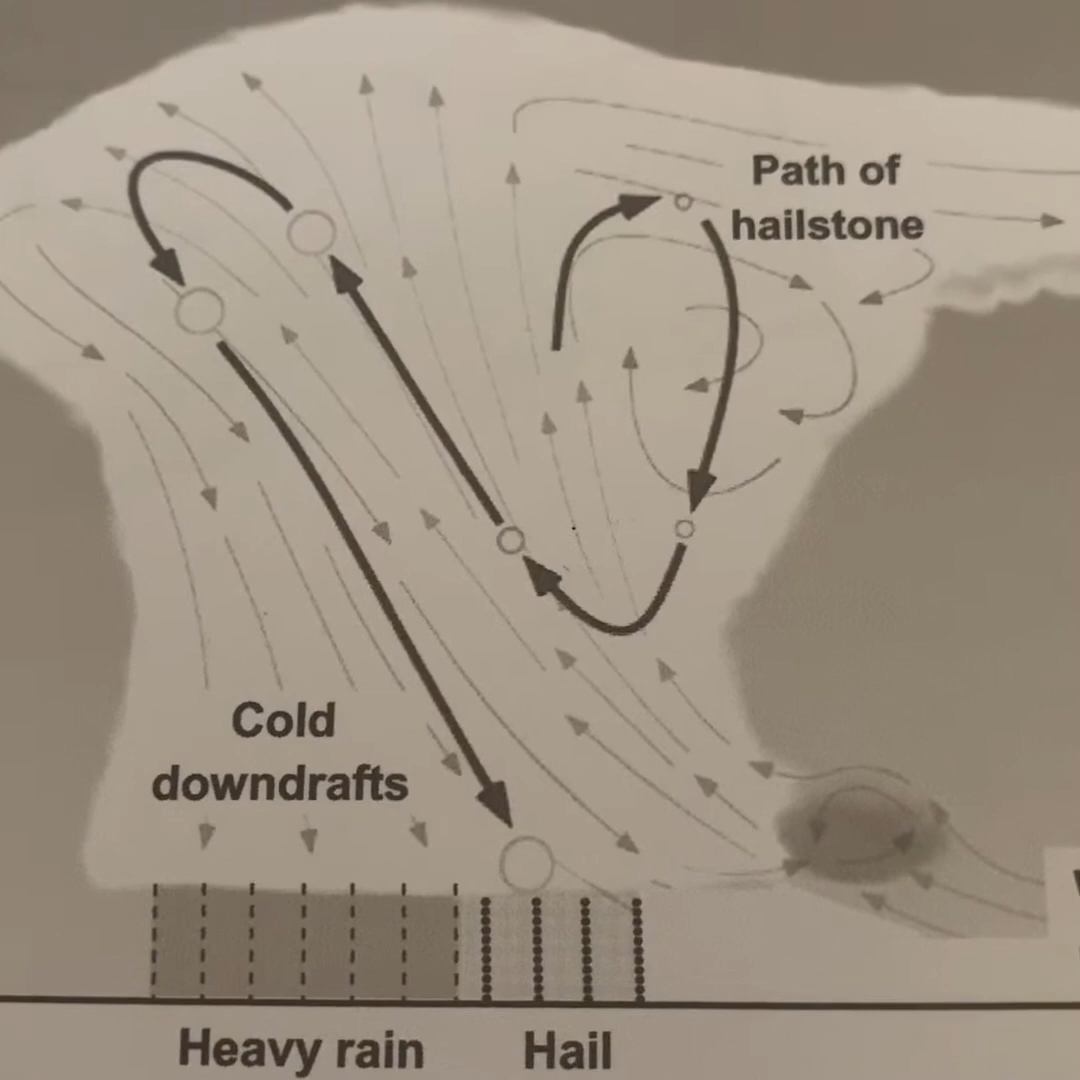 Path of
hailstone
Cold
downdrafts
Heavy rain
Hail